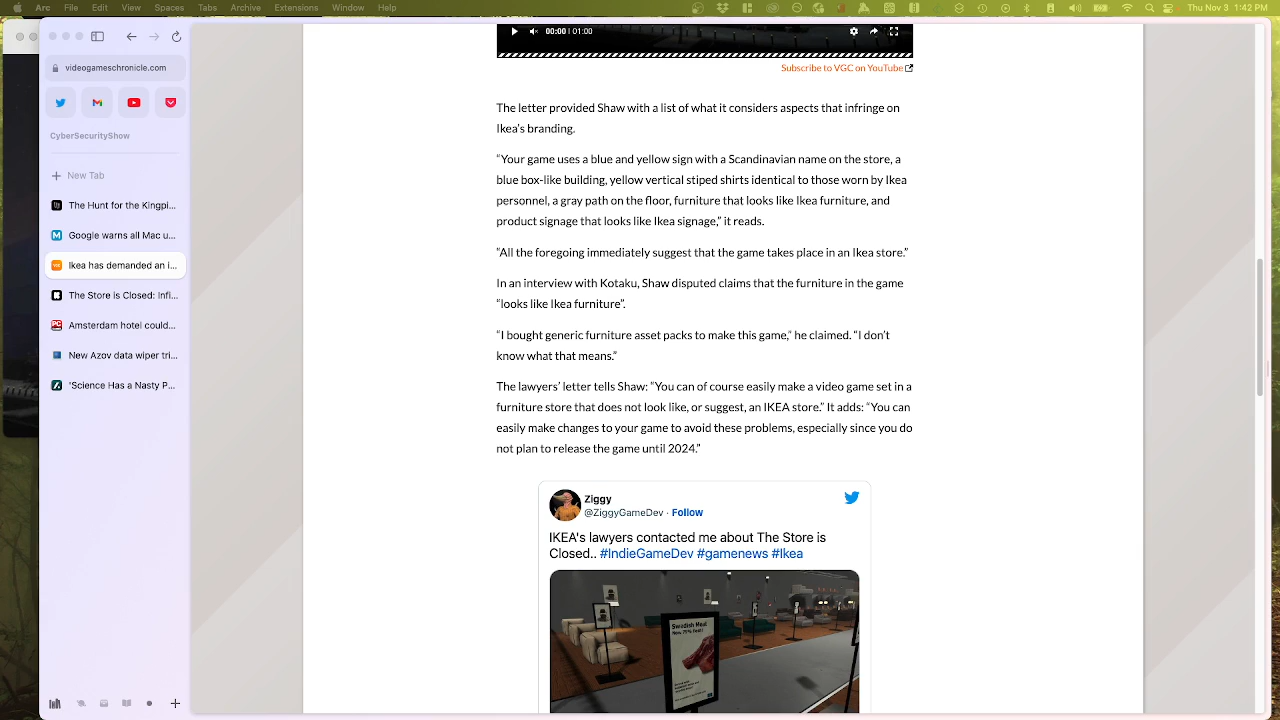 Arc File Edit View Spaces Tabs Archive Extensions Window Help
Thu Nov 3 1:42 PM
videogameschronicle.com
CyberSecurityShow
New Tab
The Hunt for the Kingpi...
Google warns all Mac u...
Ikea has demanded an i...
The Store is Closed: Infi...
Amsterdam hotel could...
New Azov data wiper tri...
'Science Has a Nasty P...
00:00 | 01:00
Subscribe to VGC on YouTube
The letter provided Shaw with a list of what it considers aspects that infringe on
Ikea's branding.
“Your game uses a blue and yellow sign with a Scandinavian name on the store, a
blue box-like building, yellow vertical stiped shirts identical to those worn by Ikea
personnel, a gray path on the floor, furniture that looks like Ikea furniture, and
product signage that looks like Ikea signage,” it reads.
“All the foregoing immediately suggest that the game takes place in an Ikea store.”
In an interview with Kotaku, Shaw disputed claims that the furniture in the game
“looks like Ikea furniture”.
“I bought generic furniture asset packs to make this game,” he claimed. “I don't
know what that means.”
The lawyers' letter tells Shaw: “You can of course easily make a video game set in a
furniture store that does not look like, or suggest, an IKEA store.” It adds: “You can
easily make changes to your game to avoid these problems, especially since you do
not plan to release the game until 2024.”
Ziggy
@ZiggyGameDev · Follow
IKEA's lawyers contacted me about The Store is
Closed.. #IndieGameDev #gamenews #Ikea
Swedish Meal
Now, 70% Real!